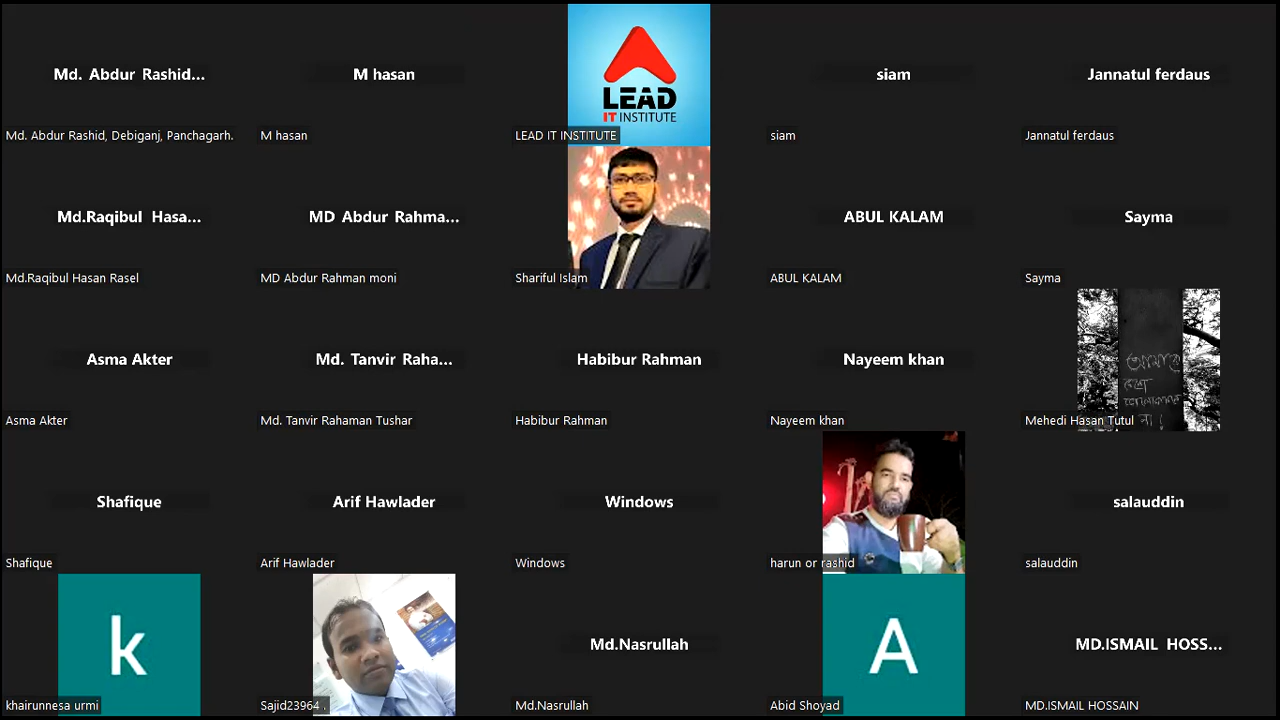 Md. Abdur Rashid...
M hasan
LEAD
IT INSTITUTE
siam
Jannatul ferdaus
Md. Abdur Rashid, Debiganj, Panchagarh.
M hasan
LEAD IT INSTITUTE
siam
Jannatul ferdaus
Md.Raqibul Hasa...
MD Abdur Rahma...
ABUL KALAM
Sayma
Md.Raqibul Hasan Rasel
MD Abdur Rahman moni
Shariful Islam
ABUL KALAM
Sayma
Asma Akter
Md. Tanvir Raha...
Habibur Rahman
Nayeem khan
আমারে
কেহ
ভালোবাসে
না!
Asma Akter
Md. Tanvir Rahaman Tushar
Habibur Rahman
Nayeem khan
Mehedi Hasan Tutul
Shafique
Arif Hawlader
Windows
salauddin
Shafique
Arif Hawlader
Windows
harun or rashid
salauddin
k
Md.Nasrullah
A
MD.ISMAIL HOSS...
khairunnesa urmi
Sajid23964 .
Md.Nasrullah
Abid Shoyad
MD.ISMAIL HOSSAIN